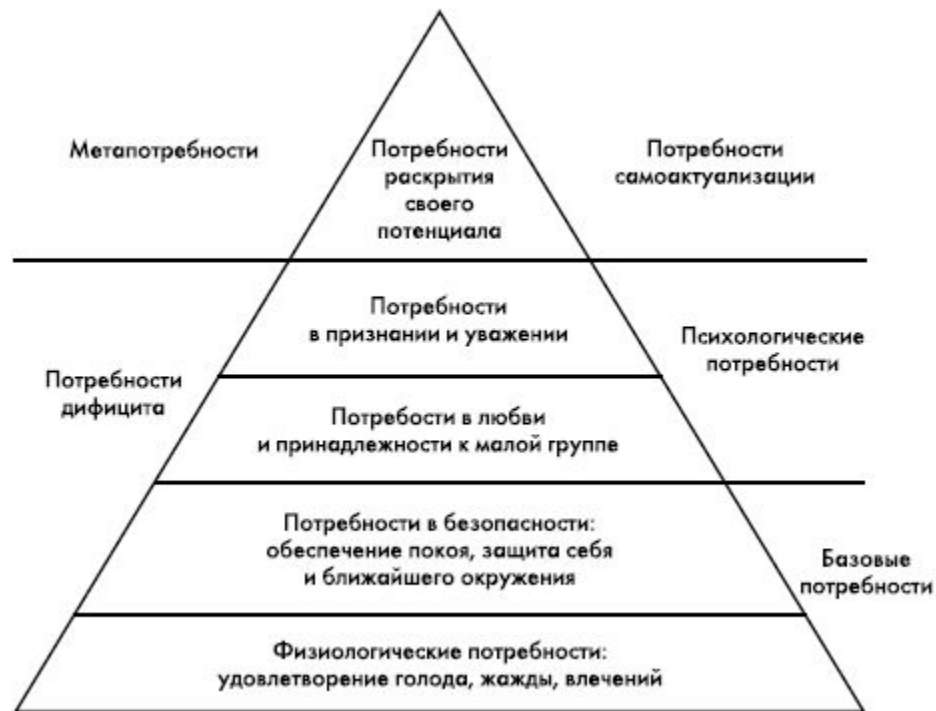 Метапотребности
Потребности
раскрытия
своего
потенциала
Потребности
самоактуализации
Потребности
в признании и уважении
Психологические
потребности
Потребности
дифицита
Потребости в любви
и принадлежности к малой группе
Потребности в безопасности:
обеспечение покоя, защита себя
и ближайшего окружения
Базовые
потребности
Физиологические потребности:
удовлетворение голода, жажды, влечений